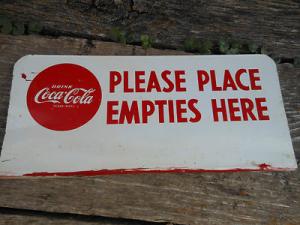 DRINK
Coca-Cola
PLEASE PLACE
EMPTIES HERE